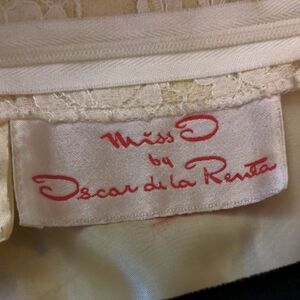 Miss O
by
Oscar de la Renta